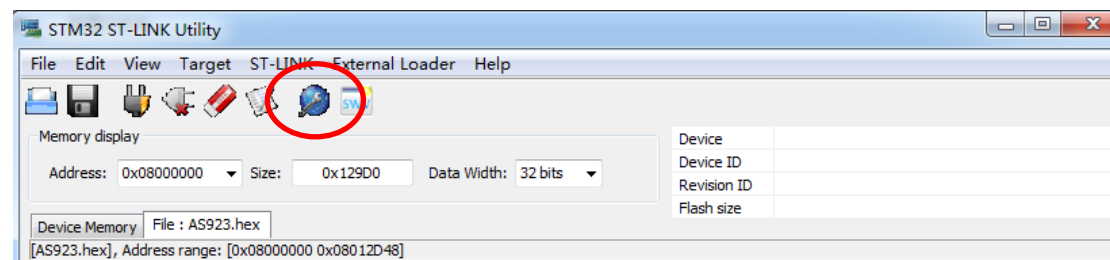 STM32 ST-LINK Utility
File Edit View Target ST-LINK External Loader Help
SWV
Memory display
Address: 0x08000000 Size: 0x129D0 Data Width: 32 bits
Device
Device ID
Revision ID
Flash size
Device Memory File : AS923.hex
[AS923.hex], Address range: [0x08000000 0x08012D48]